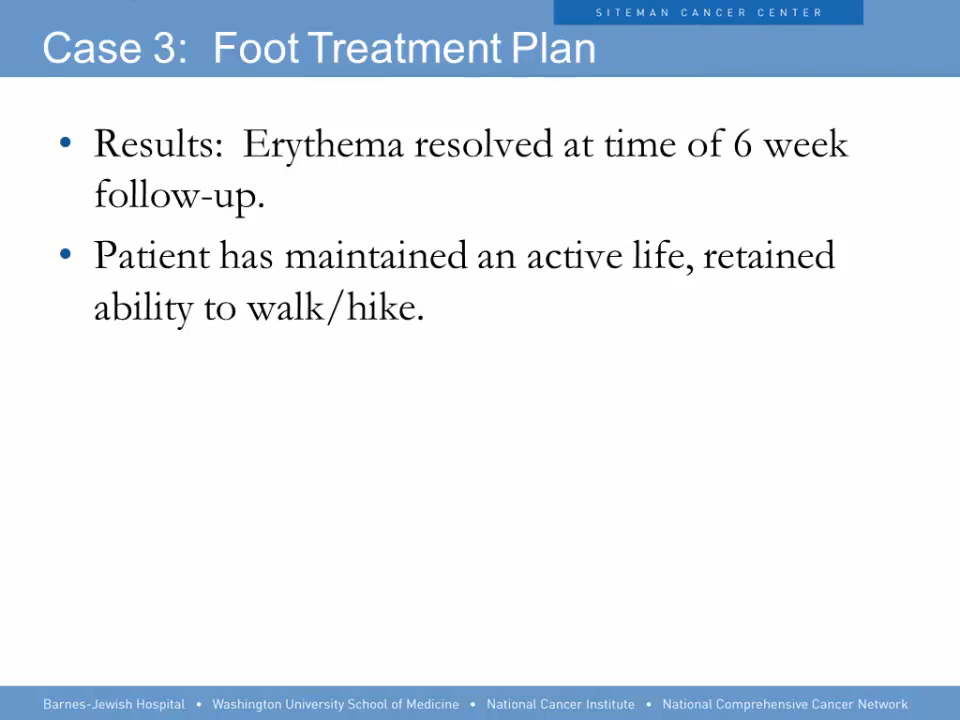 SITEMAN CANCER CENTER
Case 3: Foot Treatment Plan
• Results: Erythema resolved at time of 6 week
follow-up.
• Patient has maintained an active life, retained
ability to walk/hike.
Barnes-Jewish Hospital • Washington University School of Medicine • National Cancer Institute • National Comprehensive Cancer Network